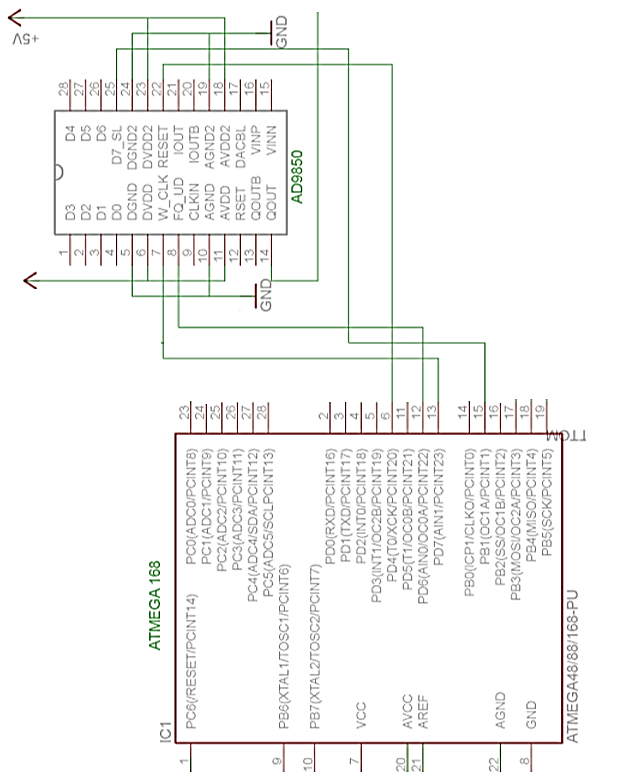 +5V
GND
28
27
26
25
24
23
22
21
20
19
18
17
16
15
D4
D5
D6
D7_SL
DGND2
DVDD2
RESET
IOUT
IOUTB
AGND2
AVDD2
DACBL
VINP
VINN
D3
D2
D1
D0
DGND
DVDD
W_CLK
FQ_UD
CLKIN
AGND
AVDD
RSET
QOUTB
QOUT
AD9850
1
2
3
4
5
6
7
8
9
10
11
12
13
14
GND
23
24
25
26
27
28
2
3
4
5
6
11
12
13
14
15
16
17
18
19
PC0(ADC0/PCINT8)
PC1(ADC1/PCINT9)
PC2(ADC2/PCINT10)
PC3(ADC3/PCINT11)
PC4(ADC4/SDA/PCINT12)
PC5(ADC5/SCLPCINT13)
PD0(RXD/PCINT16)
PD1(TXD/PCINT17)
PD2(INT0/PCINT18)
PD3(INT1/OC2B/PCINT19)
PD4(T0/XCK/PCINT20)
PD5(T1/OC0B/PCINT21)
PD6(AIN0/OC0A/PCINT22)
PD7(AIN1/PCINT23)
PB0(ICP1/CLKO/PCINT0)
PB1(OC1A/PCINT1)
PB2(SS/OC1B/PCINT2)
PB3(MOSI/OC2A/PCINT3)
PB4(MISO/PCINT4)
PB5(SCK/PCINT5)
ATMEGA 168
PC6(/RESET/PCINT14)
PB6(XTAL1/TOSC1/PCINT6)
PB7(XTAL2/TOSC2/PCINT7)
VCC
AVCC
AREF
AGND
GND
IC1
ATMEGA48/88/168-PU
1
9
10
7
20
21
22
8